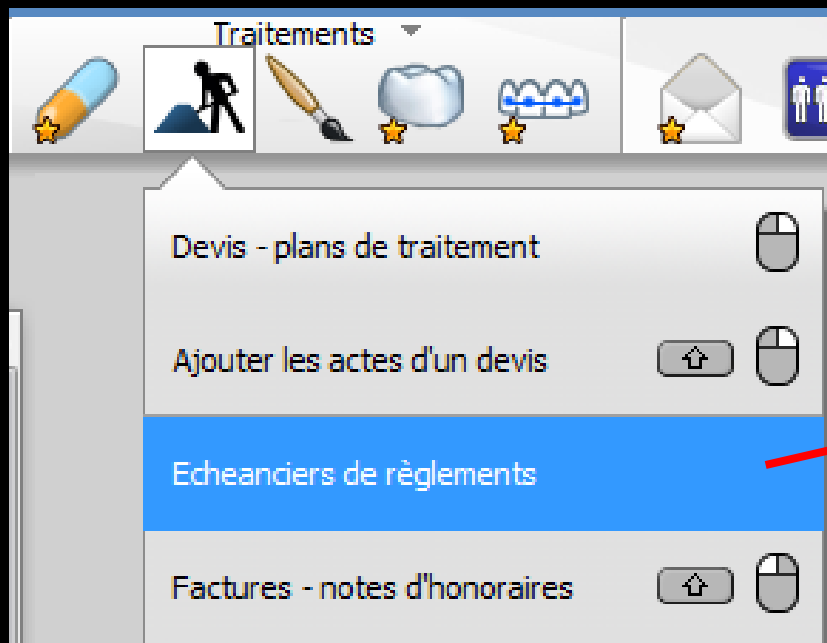 Traitements
Devis - plans de traitement
Ajouter les actes d'un devis
Echeanciers de règlements
Factures - notes d'honoraires